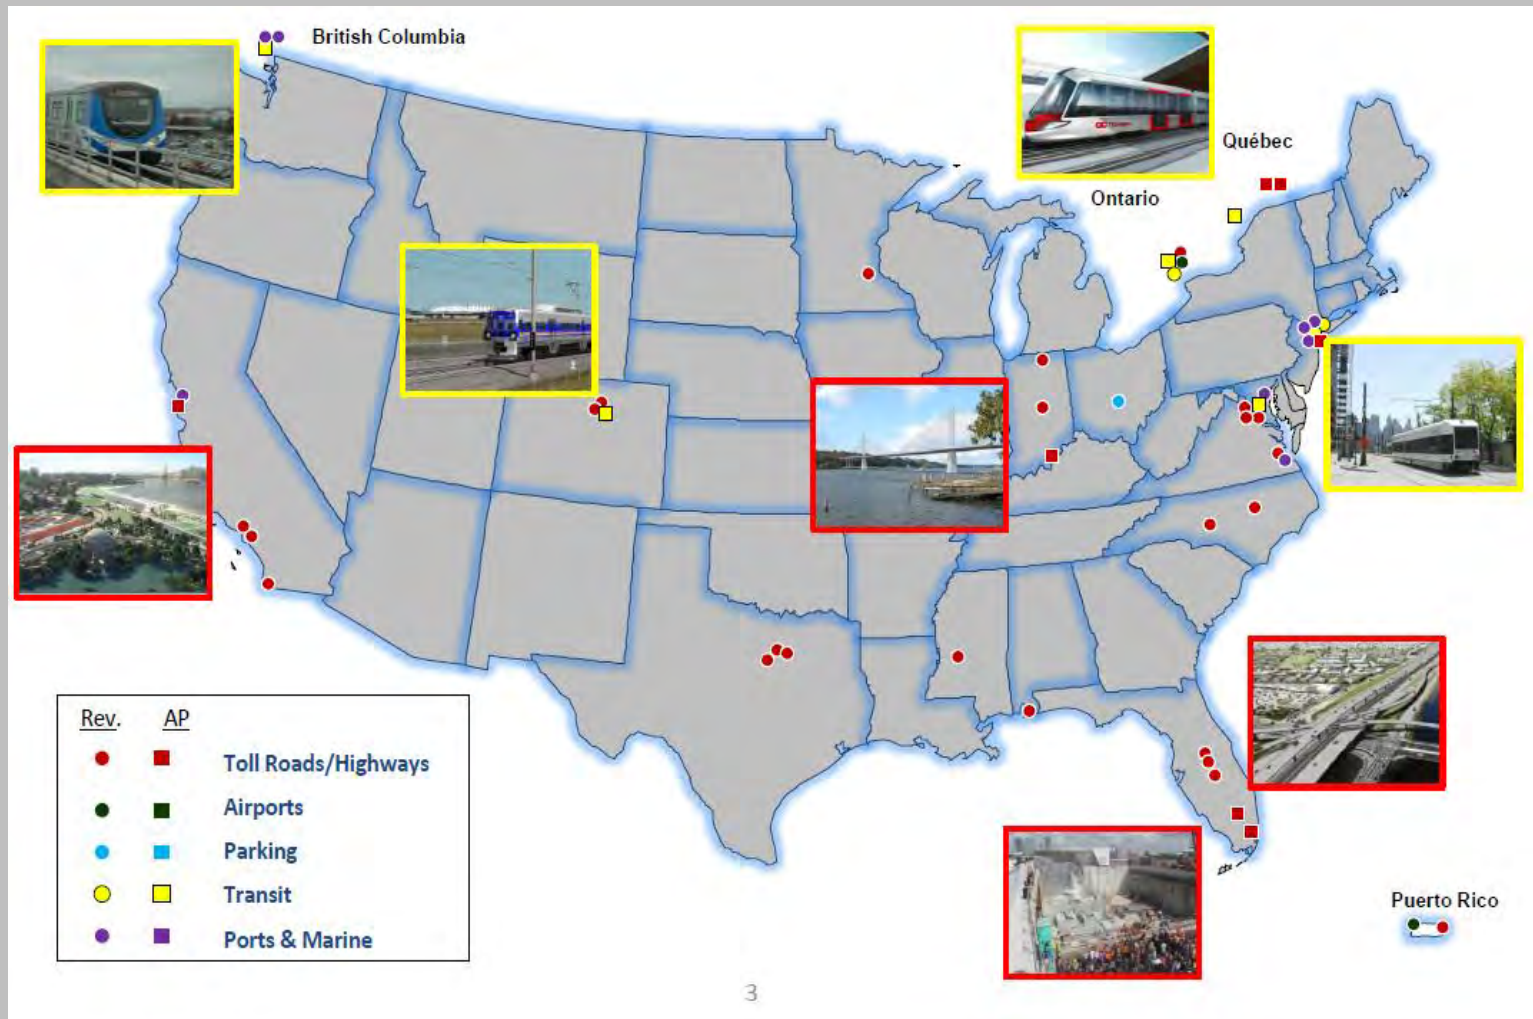 British Columbia
Québec
Ontario
Rev. AP
Toll Roads/Highways
Airports
Parking
Transit
Ports & Marine
Puerto Rico
3